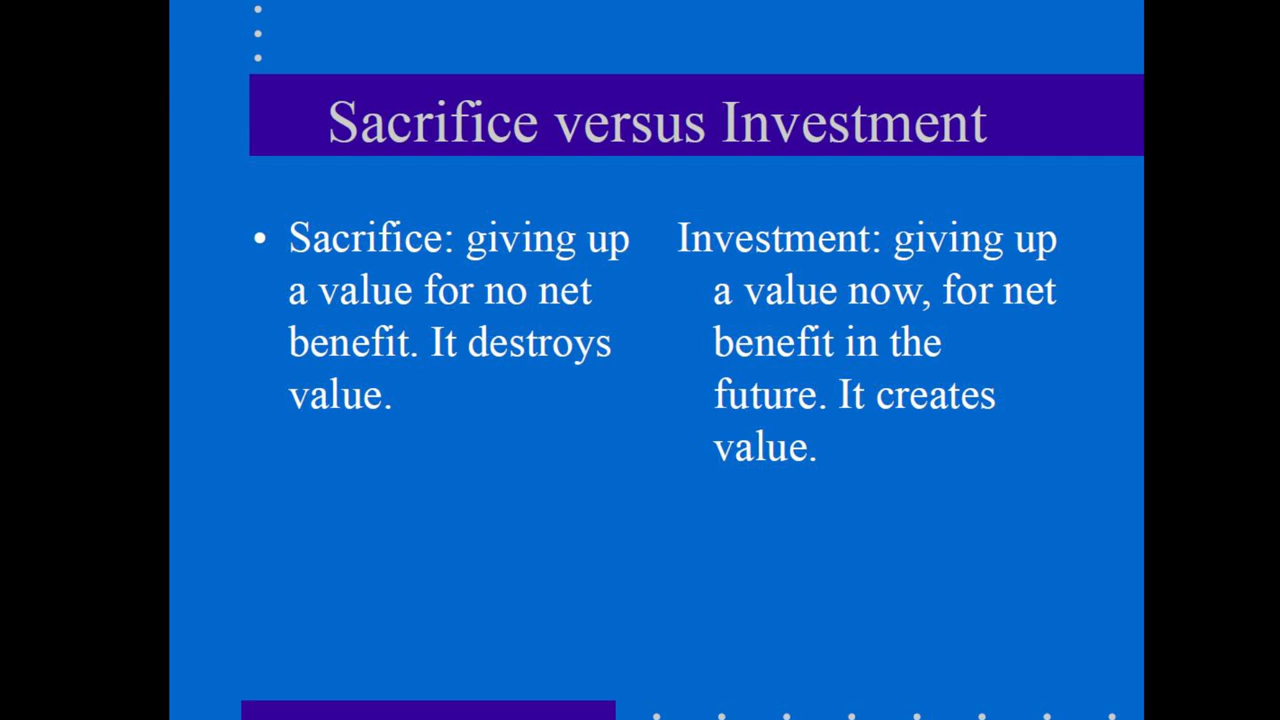 Sacrifice versus Investment
• Sacrifice: giving up
a value for no net
benefit. It destroys
value.
Investment: giving up
a value now, for net
benefit in the
future. It creates
value.